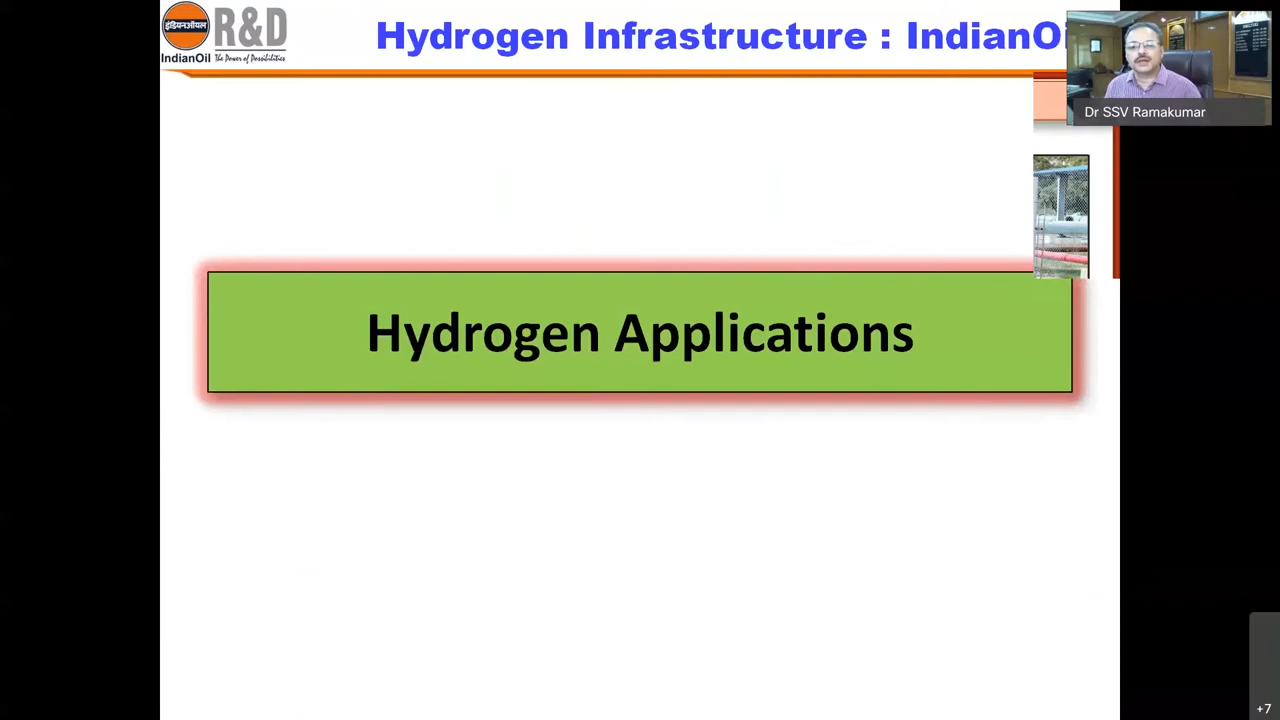 इंडियनऑयल
IndianOil
R&D
The Power of Possibilities
Hydrogen Infrastructure : IndianOi
Dr SSV Ramakumar
Hydrogen Applications
+7